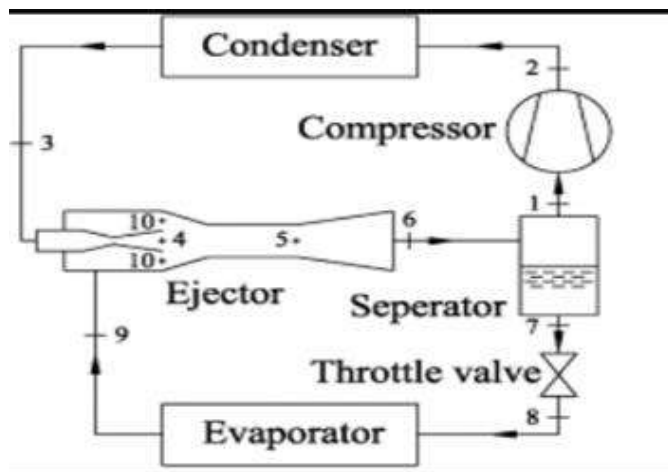 Condenser
2
Compressor
3
1
10
4
5
6
10
Ejector
Seperator
7
9
Throttle valve
8
Evaporator